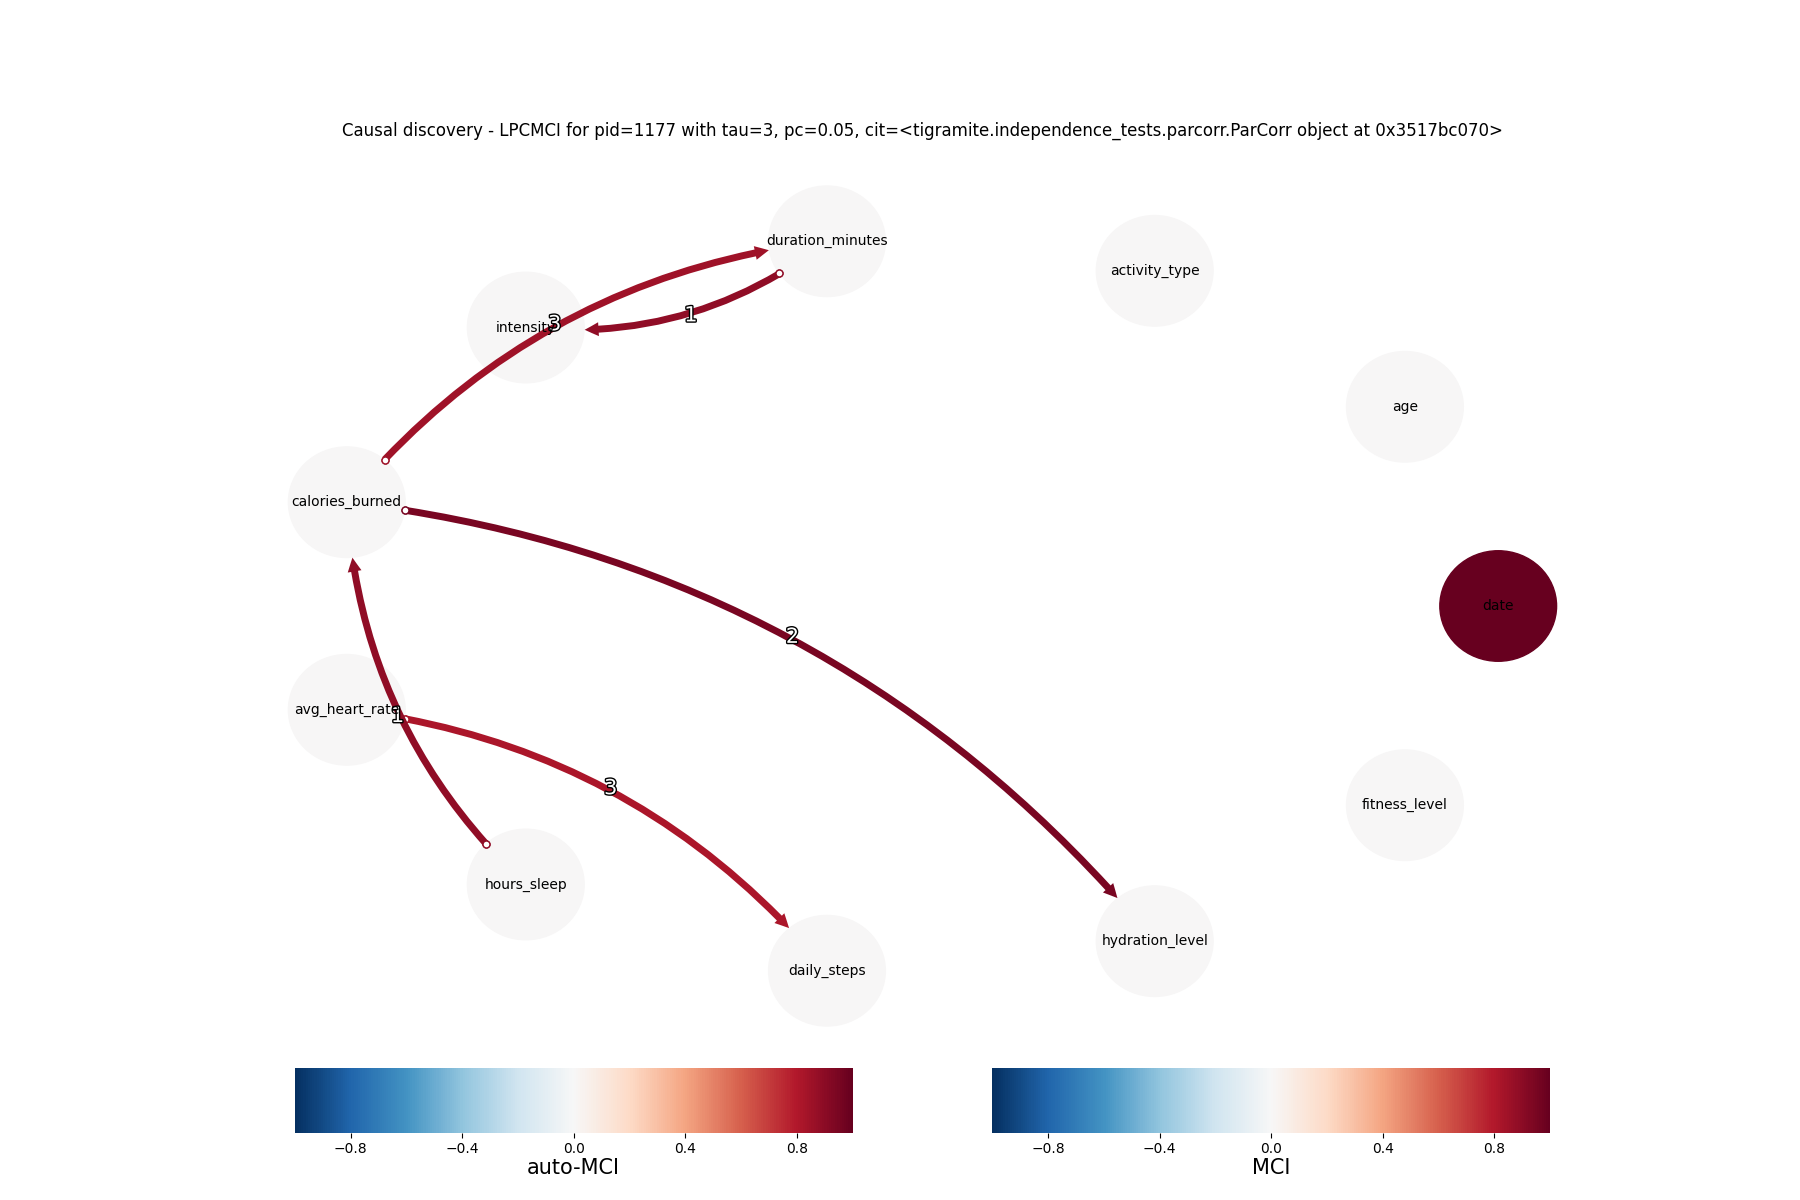 Causal discovery - LPCMCI for pid=1177 with tau=3, pc=0.05, cit=<tigramite.independence_tests.parcorr.ParCorr object at 0x3517bc070>
duration_minutes
activity_type
intensity
3
1
age
calories_burned
date
2
avg_heart_rate
1
3
fitness_level
hours_sleep
hydration_level
daily_steps
−0.8 −0.4 0.0 0.4 0.8
auto-MCI
−0.8 −0.4 0.0 0.4 0.8
MCI